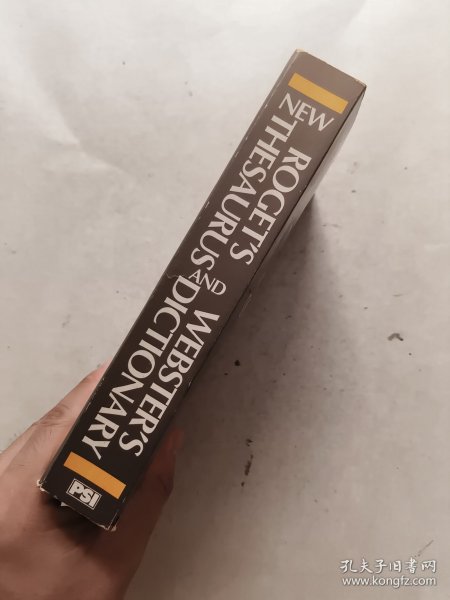 NEW
ROGET'S
THESAURUS AND WEBSTER'S
DICTIONARY
PSI
孔夫子旧书网
www.kongfz.com